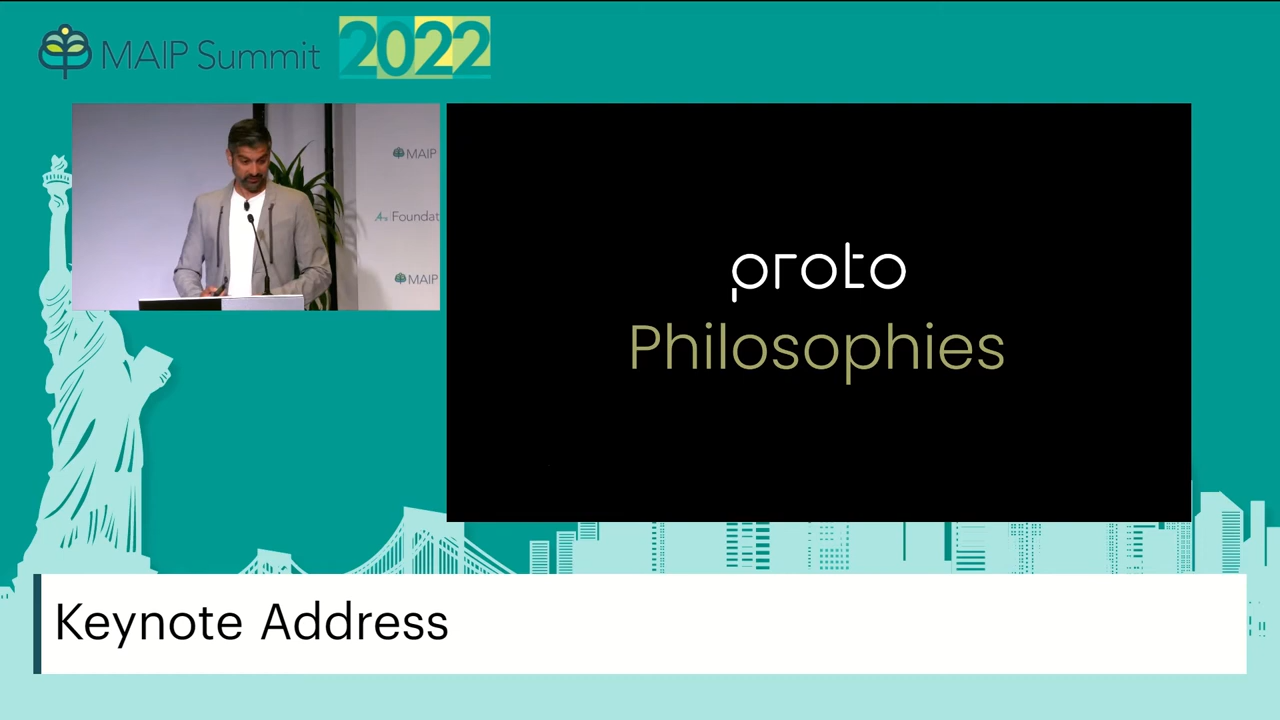 MAIP Summit 2022
MAIP
Foundat
MAIP
proto
Philosophies
Keynote Address